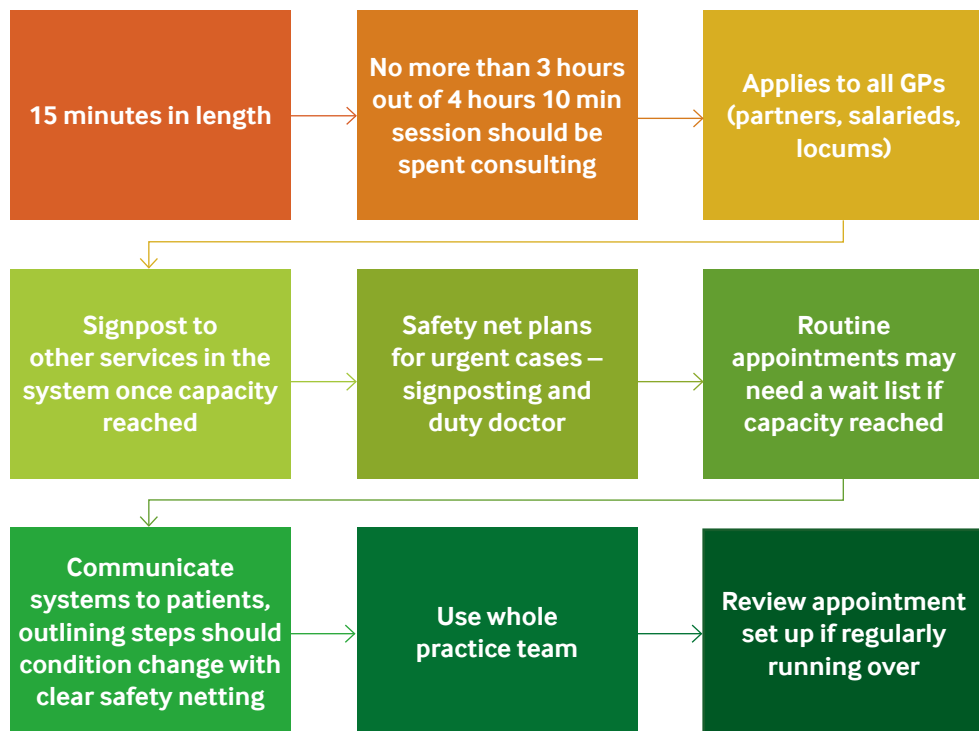 15 minutes in length
No more than 3 hours
out of 4 hours 10 min
session should be
spent consulting
Applies to all GPs
(partners, salarieds,
locums)
Signpost to
other services in the
system once capacity
reached
Safety net plans
for urgent cases –
signposting and
duty doctor
Routine
appointments may
need a wait list if
capacity reached
Communicate
systems to patients,
outlining steps should
condition change with
clear safety netting
Use whole
practice team
Review appointment
set up if regularly
running over